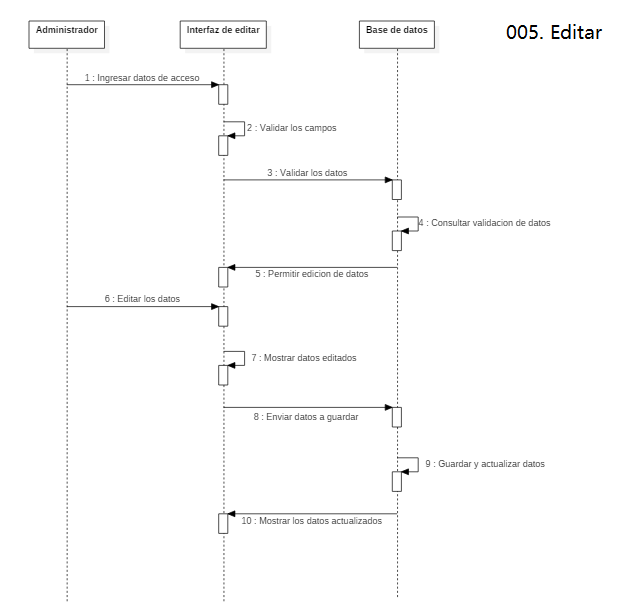 Administrador
Interfaz de editar
Base de datos
005. Editar
1 : Ingresar datos de acceso
2 : Validar los campos
3 : Validar los datos
4 : Consultar validacion de datos
5 : Permitir edicion de datos
6 : Editar los datos
7 : Mostrar datos editados
8 : Enviar datos a guardar
9 : Guardar y actualizar datos
10 : Mostrar los datos actualizados